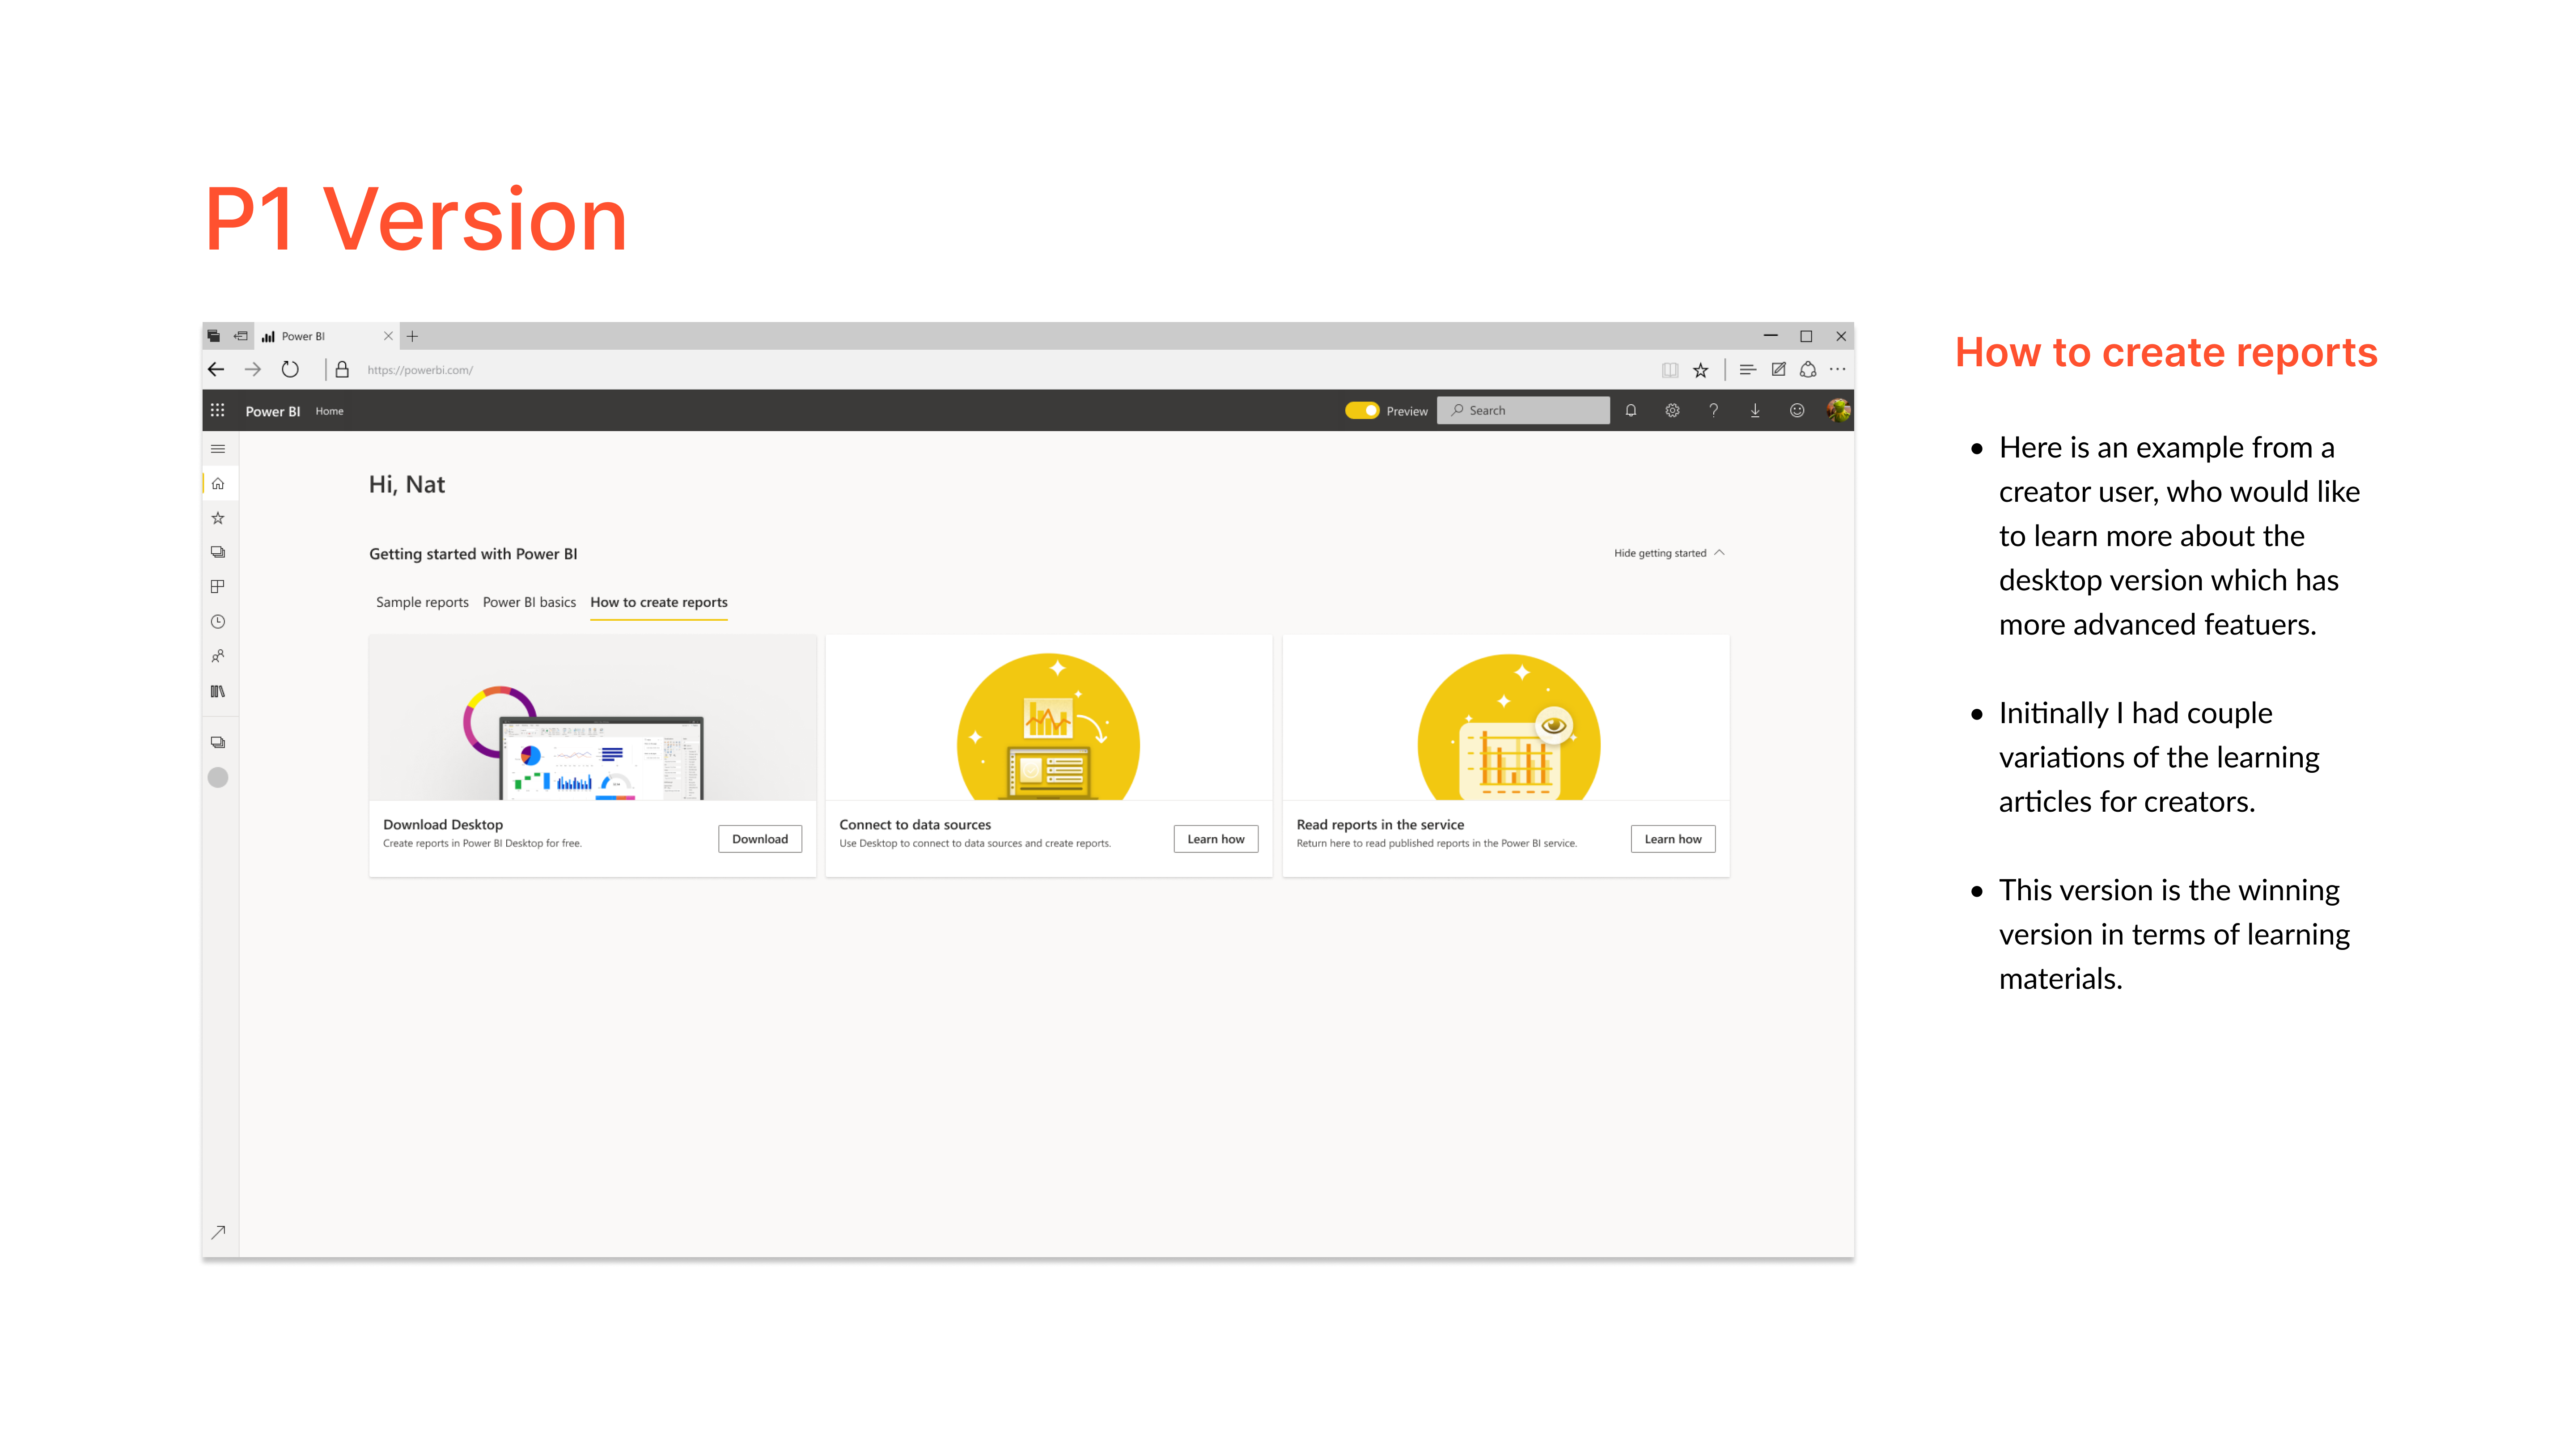 P1 Version
Power BI
https://powerbi.com/
Power BI Home
Preview
Search
Hi, Nat
Getting started with Power BI
Hide getting started
Sample reports Power BI basics How to create reports
Download Desktop
Create reports in Power BI Desktop for free.
Download
Connect to data sources
Use Desktop to connect to data sources and create reports.
Learn how
Read reports in the service
Return here to read published reports in the Power BI service.
Learn how
How to create reports
• Here is an example from a
creator user, who would like
to learn more about the
desktop version which has
more advanced featuers.
• Initinally I had couple
variations of the learning
articles for creators.
• This version is the winning
version in terms of learning
materials.